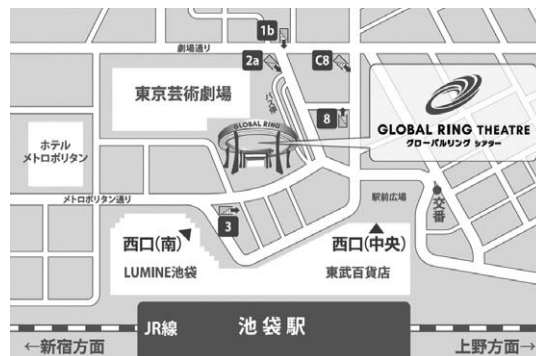 1b
劇場通り
2a
C8
東京芸術劇場
バス乗
GLOBAL RING
8
GLOBAL RING THEATRE
グローバルリング シアター
ホテル
メトロポリタン
メトロポリタン通り
駅前広場
交番
3
西口(南)
西口(中央)
LUMINE池袋
東武百貨店
JR線
池袋駅
←新宿方面
上野方面→